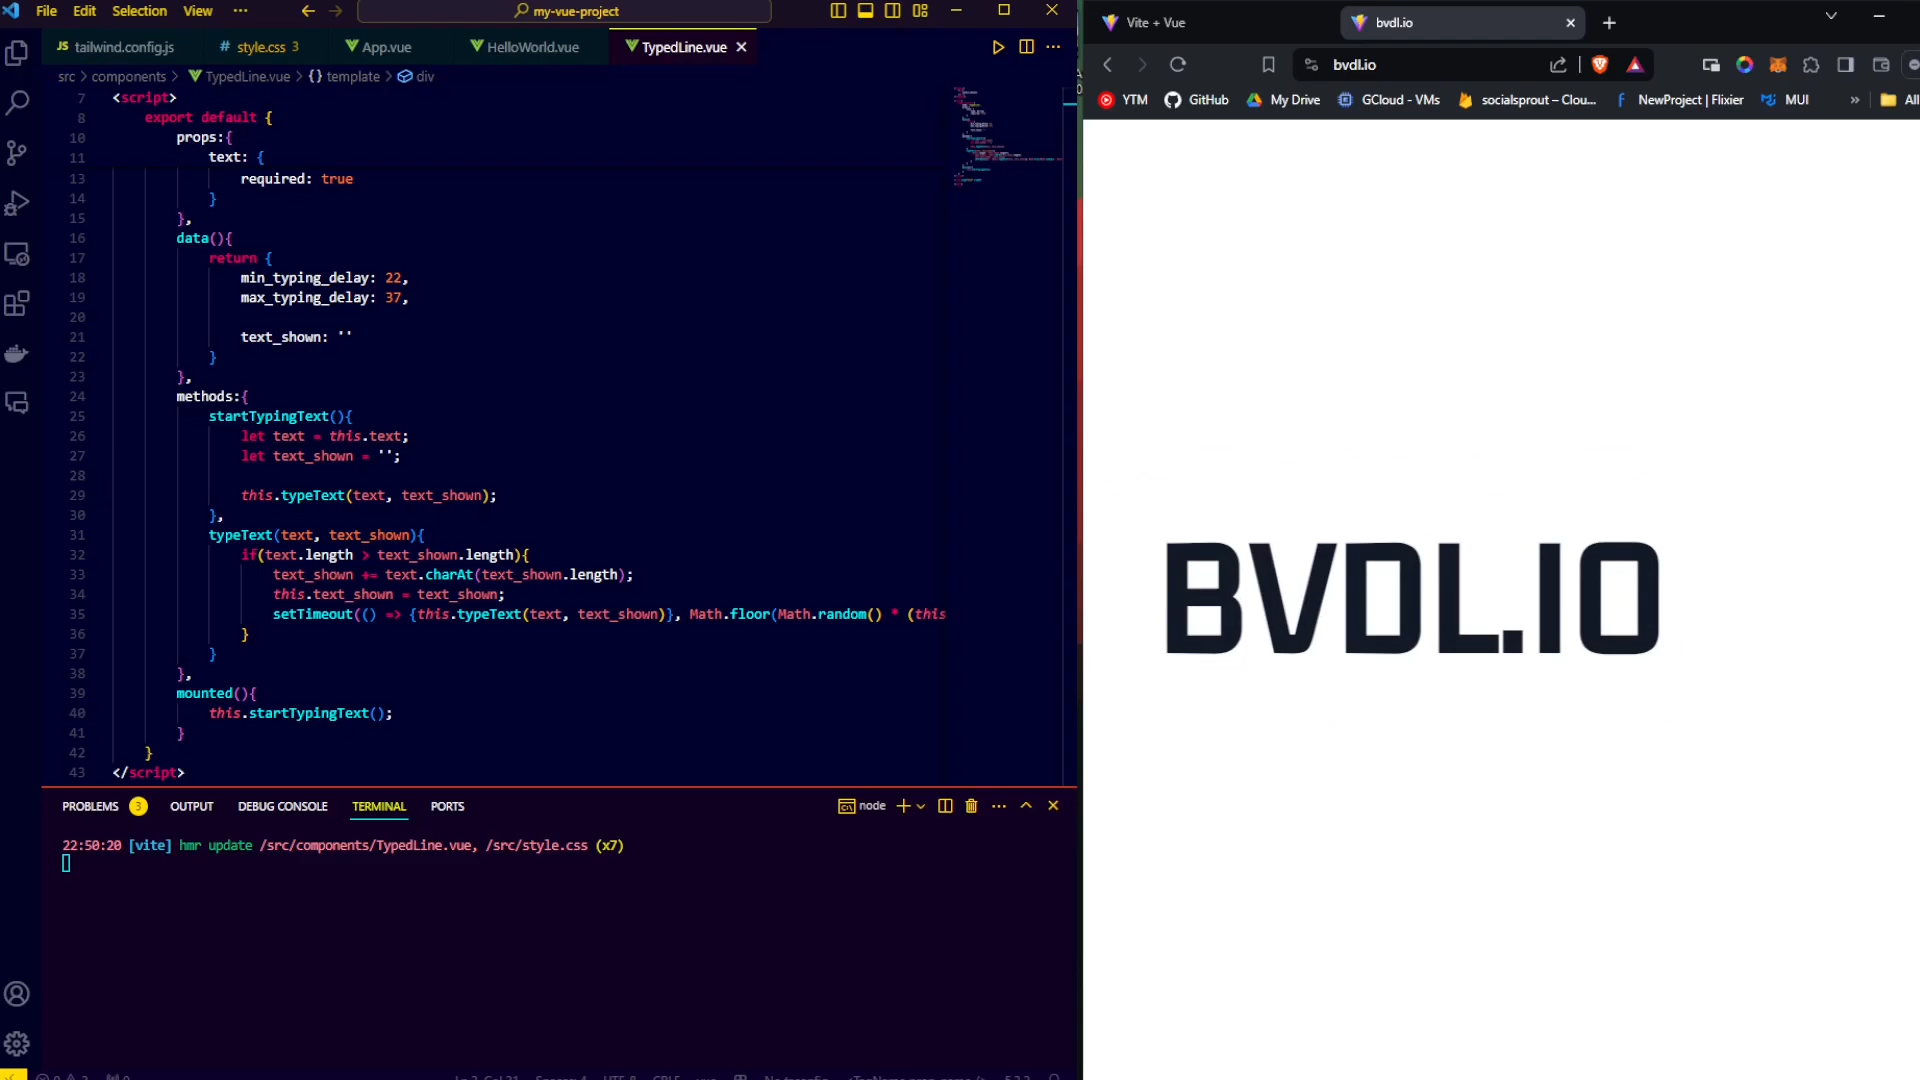 File Edit Selection View ··· my-vue-project
JS tailwind.config.js # style.css 3 App.vue HelloWorld.vue TypedLine.vue
src > components > TypedLine.vue > {} template > div
7 <script>
8 export default {
10 props:{
11 text: {
13 required: true
14 }
15 },
16 data(){
17 return {
18 min_typing_delay: 22,
19 max_typing_delay: 37,
20
21 text_shown: ''
22 }
23 },
24 methods:{
25 startTypingText(){
26 let text = this.text;
27 let text_shown = '';
28
29 this.typeText(text, text_shown);
30 },
31 typeText(text, text_shown){
32 if(text.length > text_shown.length){
33 text_shown += text.charAt(text_shown.length);
34 this.text_shown = text_shown;
35 setTimeout(() => {this.typeText(text, text_shown)}, Math.floor(Math.random() * (this
36 }
37 }
38 },
39 mounted(){
40 this.startTypingText();
41 }
42 }
43 </script>
PROBLEMS 3 OUTPUT DEBUG CONSOLE TERMINAL PORTS node
22:50:20 [vite] hmr update /src/components/TypedLine.vue, /src/style.css (x7)
Vite + Vue bvdl.io
bvdl.io
YTM GitHub My Drive GCloud - VMs socialsprout – Clou... NewProject | Flixier MUI » All
BVDL.IO